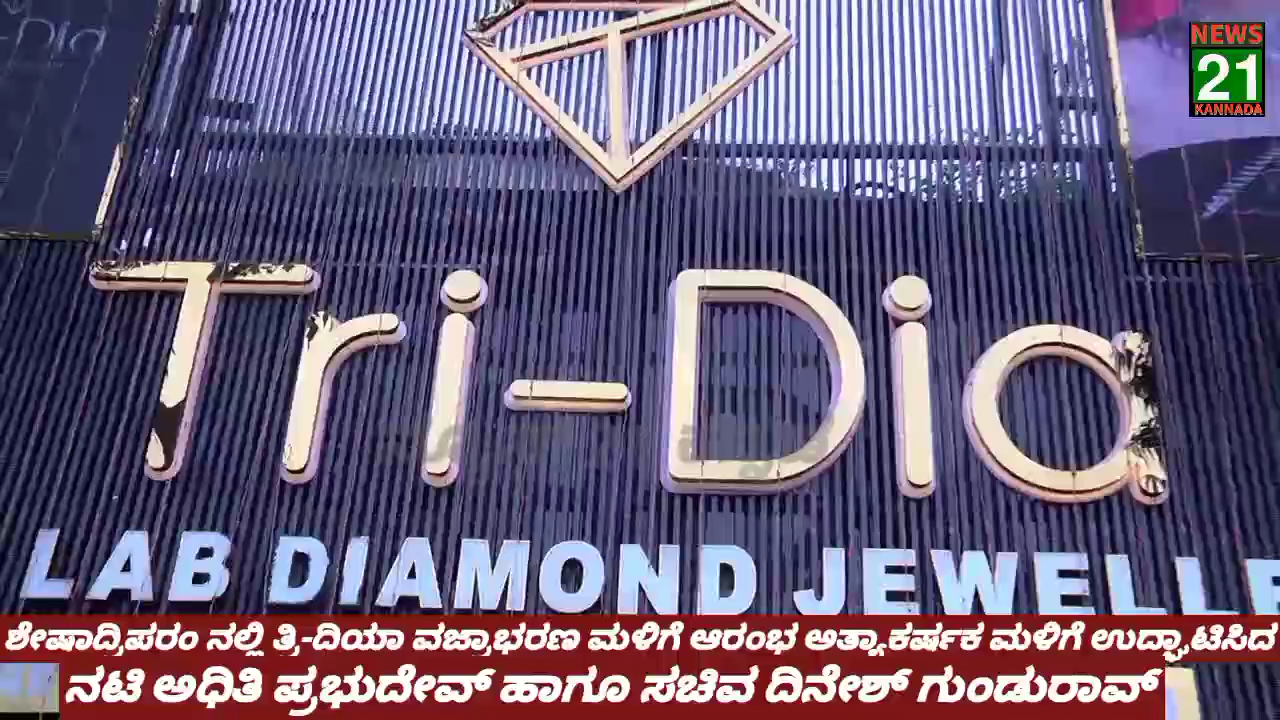 NEWS
21
KANNADA
Tri-Dia
LAB DIAMOND JEWELLE
ಶೇಷಾದ್ರಿಪರಂ ನಲ್ಲಿ ತ್ರಿ-ದಿಯಾ ವಜ್ರಾಭರಣ ಮಳಿಗೆ ಆರಂಭ ಅತ್ಯಾಕರ್ಷಕ ಮಳಿಗೆ ಉದ್ಘಾಟಿಸಿದ
ನಟಿ ಅಧಿತಿ ಪ್ರಭುದೇವ್ ಹಾಗೂ ಸಚಿವ ದಿನೇಶ್ ಗುಂಡುರಾವ್